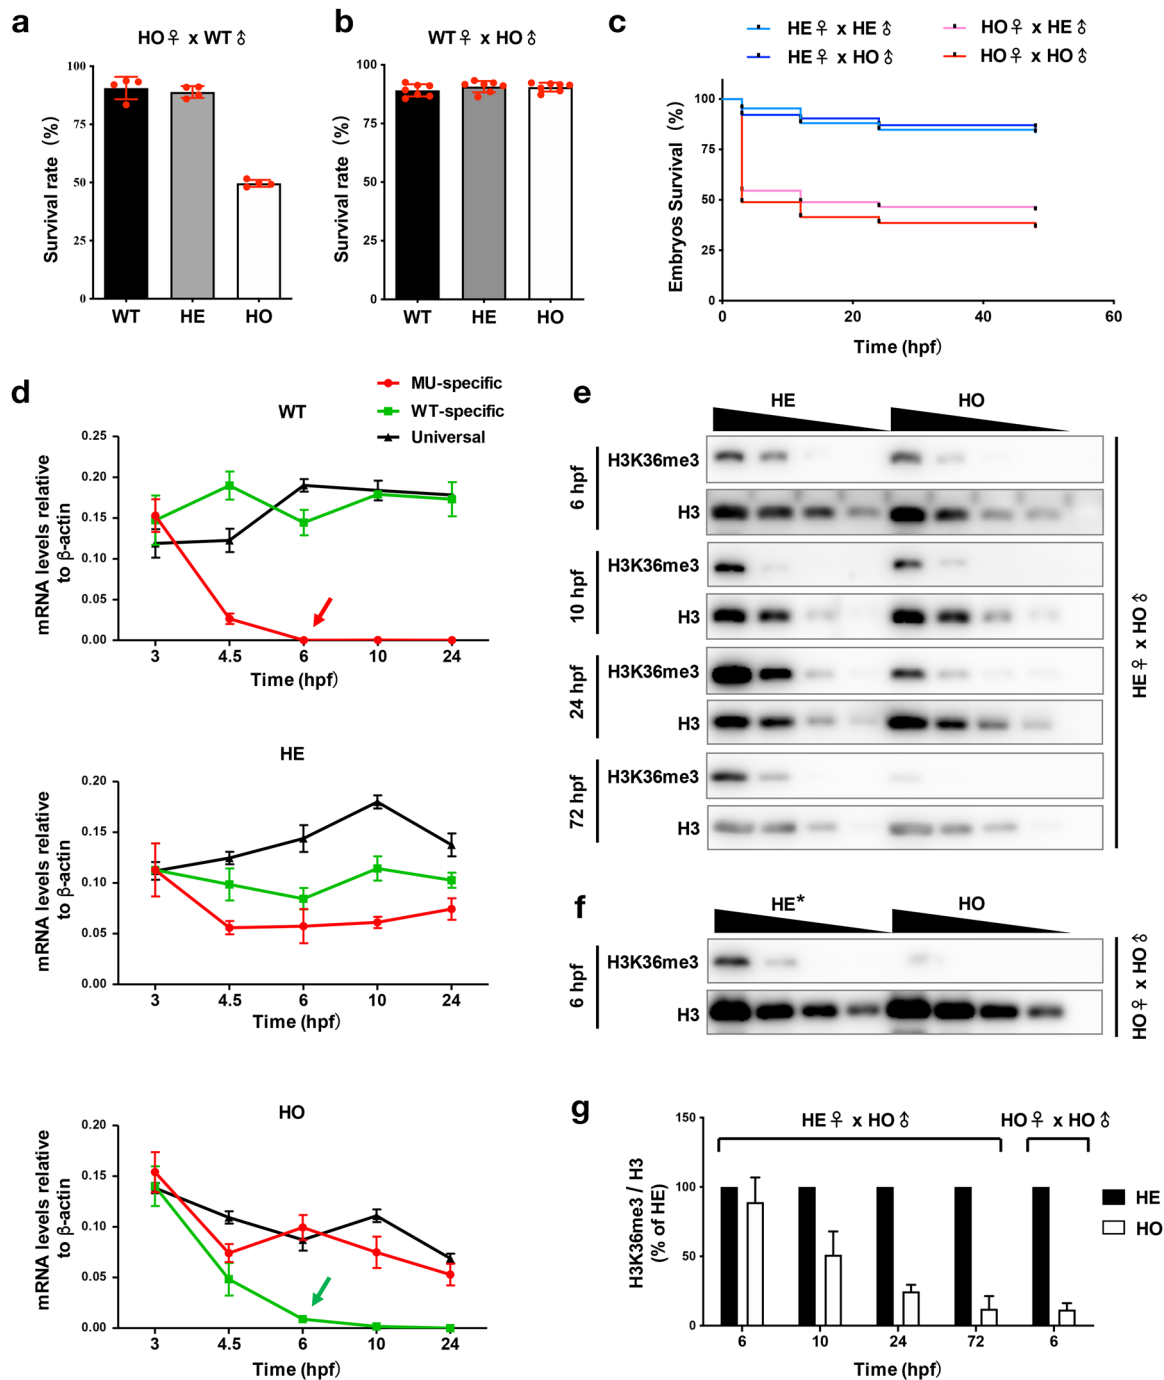 a
HO♀ x WT♂
Survival rate (%)
100
75
50
25
0
WT HE HO
b
WT♀ x HO♂
Survival rate (%)
100
75
50
25
0
WT HE HO
c
HE♀ x HE♂
HO♀ x HE♂
HE♀ x HO♂
HO♀ x HO♂
Embryos Survival (%)
100
75
50
25
0
0 20 40 60
Time (hpf)
d
MU-specific
WT-specific
Universal
WT
mRNA levels relative
to β-actin
0.25
0.20
0.15
0.10
0.05
0.00
3 4.5 6 10 24
Time (hpf)
HE
mRNA levels relative
to β-actin
0.20
0.15
0.10
0.05
0.00
3 4.5 6 10 24
Time (hpf)
HO
mRNA levels relative
to β-actin
0.20
0.15
0.10
0.05
0.00
3 4.5 6 10 24
Time (hpf)
e
HE HO
6 hpf
H3K36me3
H3
10 hpf
H3K36me3
H3
24 hpf
H3K36me3
H3
72 hpf
H3K36me3
H3
HE♀ x HO♂
f
HE* HO
6 hpf
H3K36me3
H3
HO♀ x HO♂
g
HE♀ x HO♂ HO♀ x HO♂
H3K36me3 / H3
(% of HE)
150
100
50
0
6 10 24 72 6
Time (hpf)
HE
HO